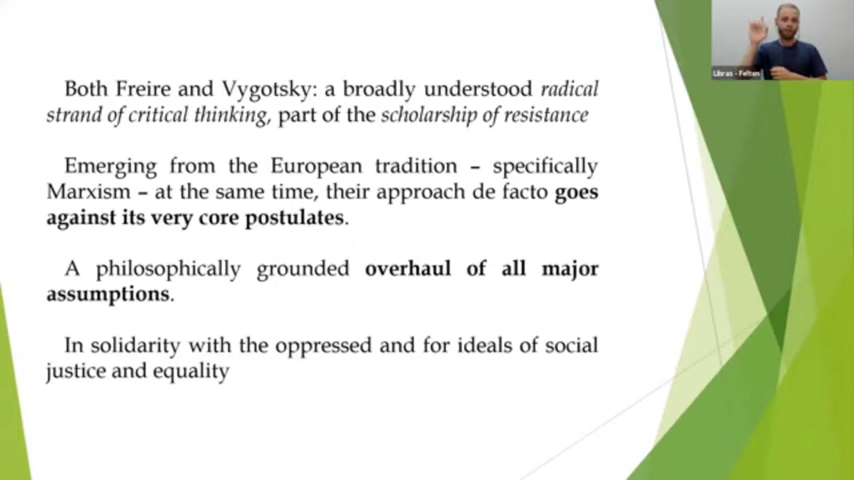 Libras - Felten
Both Freire and Vygotsky: a broadly understood radical
strand of critical thinking, part of the scholarship of resistance
Emerging from the European tradition – specifically
Marxism – at the same time, their approach de facto goes
against its very core postulates.
A philosophically grounded overhaul of all major
assumptions.
In solidarity with the oppressed and for ideals of social
justice and equality